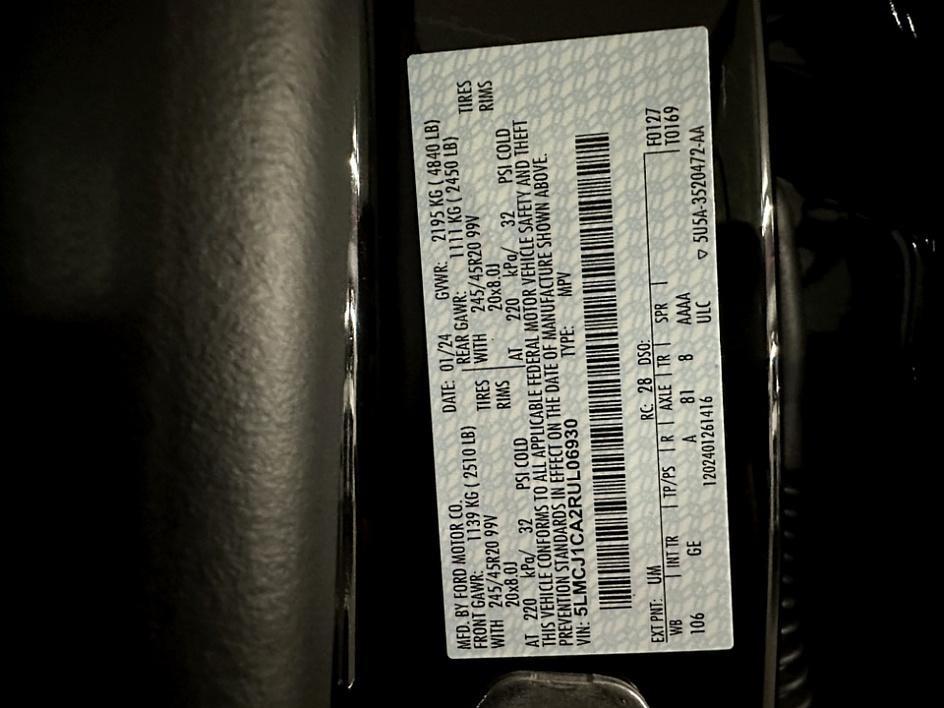 MFD. BY FORD MOTOR CO. DATE: 01/24 GVWR: 2195 KG ( 4840 LB)
FRONT GAWR: 1139 KG ( 2510 LB) REAR GAWR: 1111 KG ( 2450 LB)
WITH 245/45R20 99V TIRES WITH 245/45R20 99V TIRES
20x8.0J RIMS 20x8.0J RIMS
AT 220 kPa/ 32 PSI COLD AT 220 kPa/ 32 PSI COLD
THIS VEHICLE CONFORMS TO ALL APPLICABLE FEDERAL MOTOR VEHICLE SAFETY AND THEFT
PREVENTION STANDARDS IN EFFECT ON THE DATE OF MANUFACTURE SHOWN ABOVE.
VIN: 5LMCJ1CA2RUL06930 TYPE: MPV
EXT PNT: UM RC: 28 DSO: F0127
WB INT TR TP/PS R AXLE TR SPR T0169
106 GE A 81 8 AAAA
1202401261416 ULC ▽ 5U5A-3520472-AA